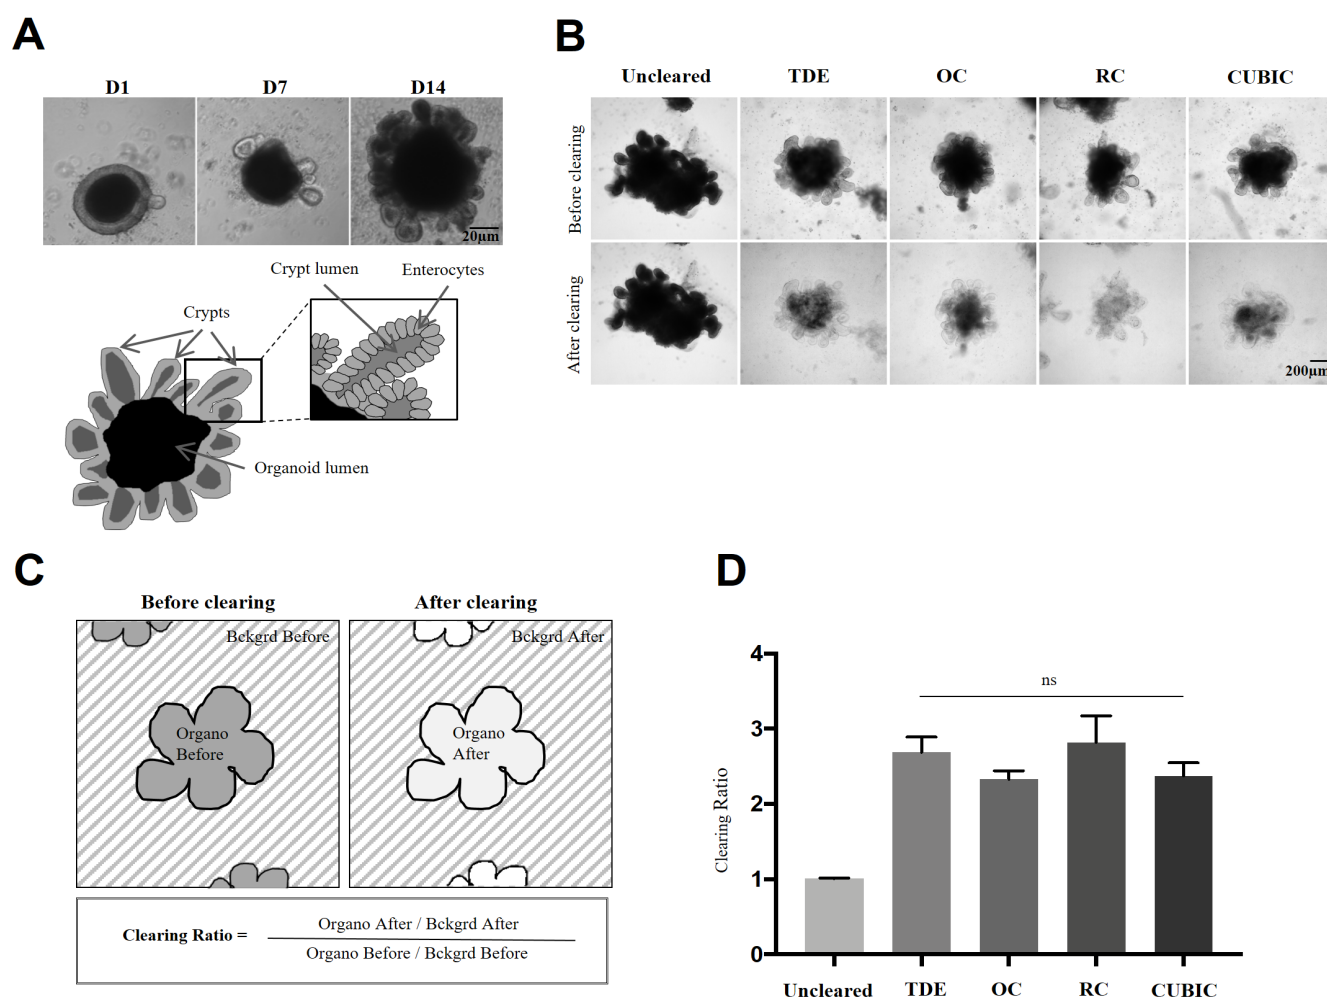 A
D1
D7
D14
20µm
Crypt lumen
Enterocytes
Crypts
Organoid lumen
B
Uncleared
TDE
OC
RC
CUBIC
Before clearing
After clearing
200µm
C
Before clearing
After clearing
Bckgrd Before
Bckgrd After
Organo
Before
Organo
After
Clearing Ratio =
Organo After / Bckgrd After
Organo Before / Bckgrd Before
D
4
3
2
1
0
Clearing Ratio
ns
Uncleared
TDE
OC
RC
CUBIC